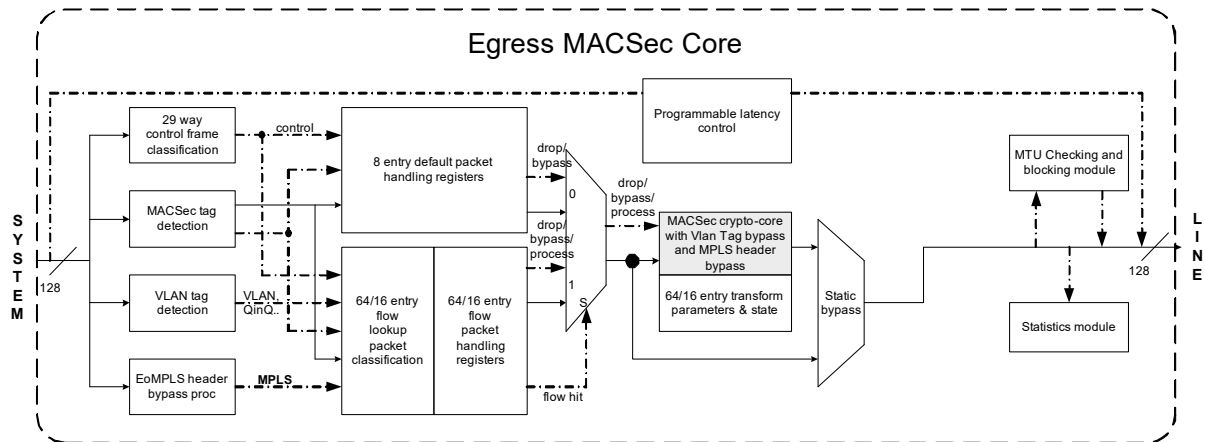 Egress MACSec Core
SYSTEM
128
29 way
control frame
classification
control
MACSec tag
detection
VLAN tag
detection
VLAN,
QinQ..
EoMPLS header
bypass proc
MPLS
8 entry default packet
handling registers
64/16 entry
flow
lookup
packet
classification
64/16 entry
flow
packet
handling
registers
drop/
bypass
0
drop/
bypass/
process
1
S
flow hit
drop/
bypass/
process
Programmable latency
control
MACSec crypto-core
with Vlan Tag bypass
and MPLS header
bypass
64/16 entry transform
parameters & state
Static
bypass
MTU Checking and
blocking module
Statistics module
128
LINE